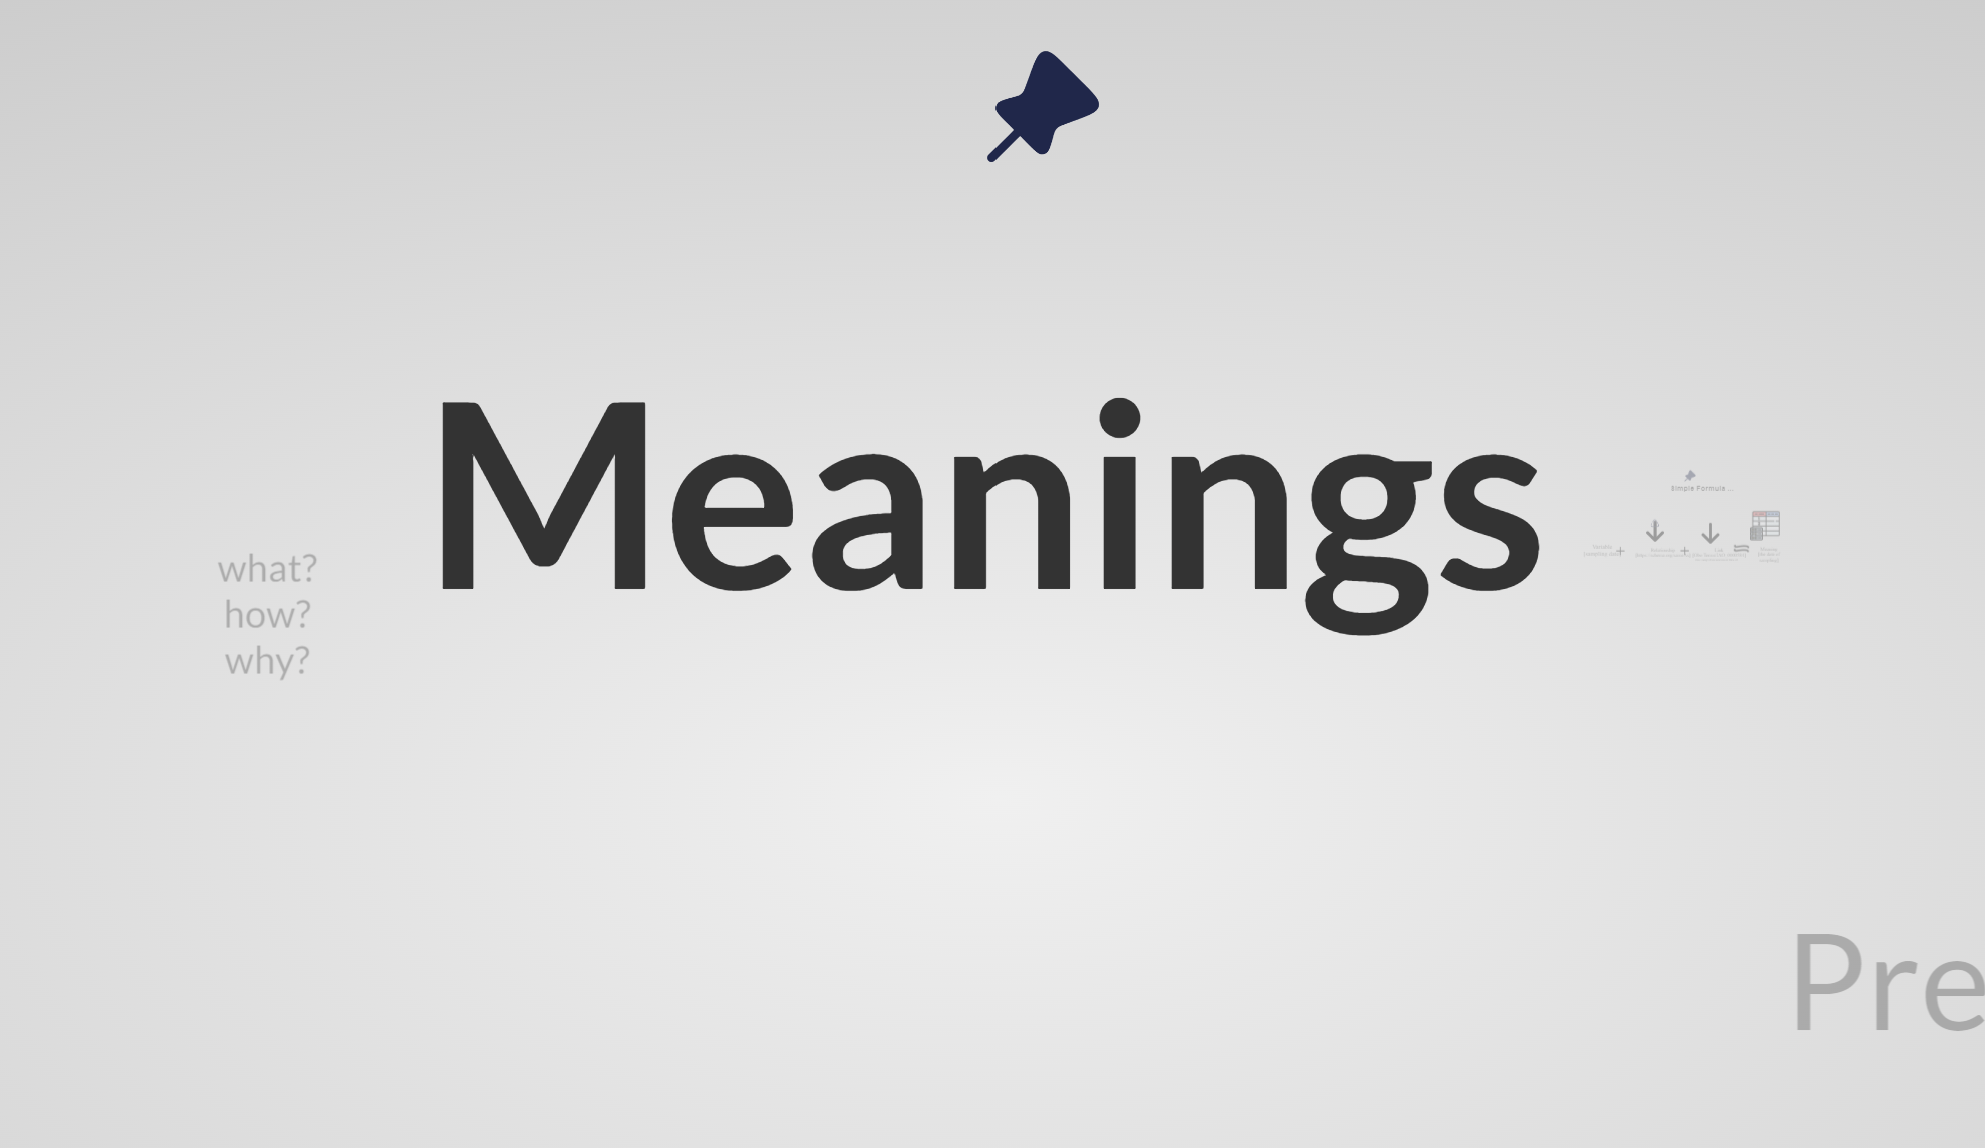 Meanings
what?
how?
why?
Simple Formula ...
Pre